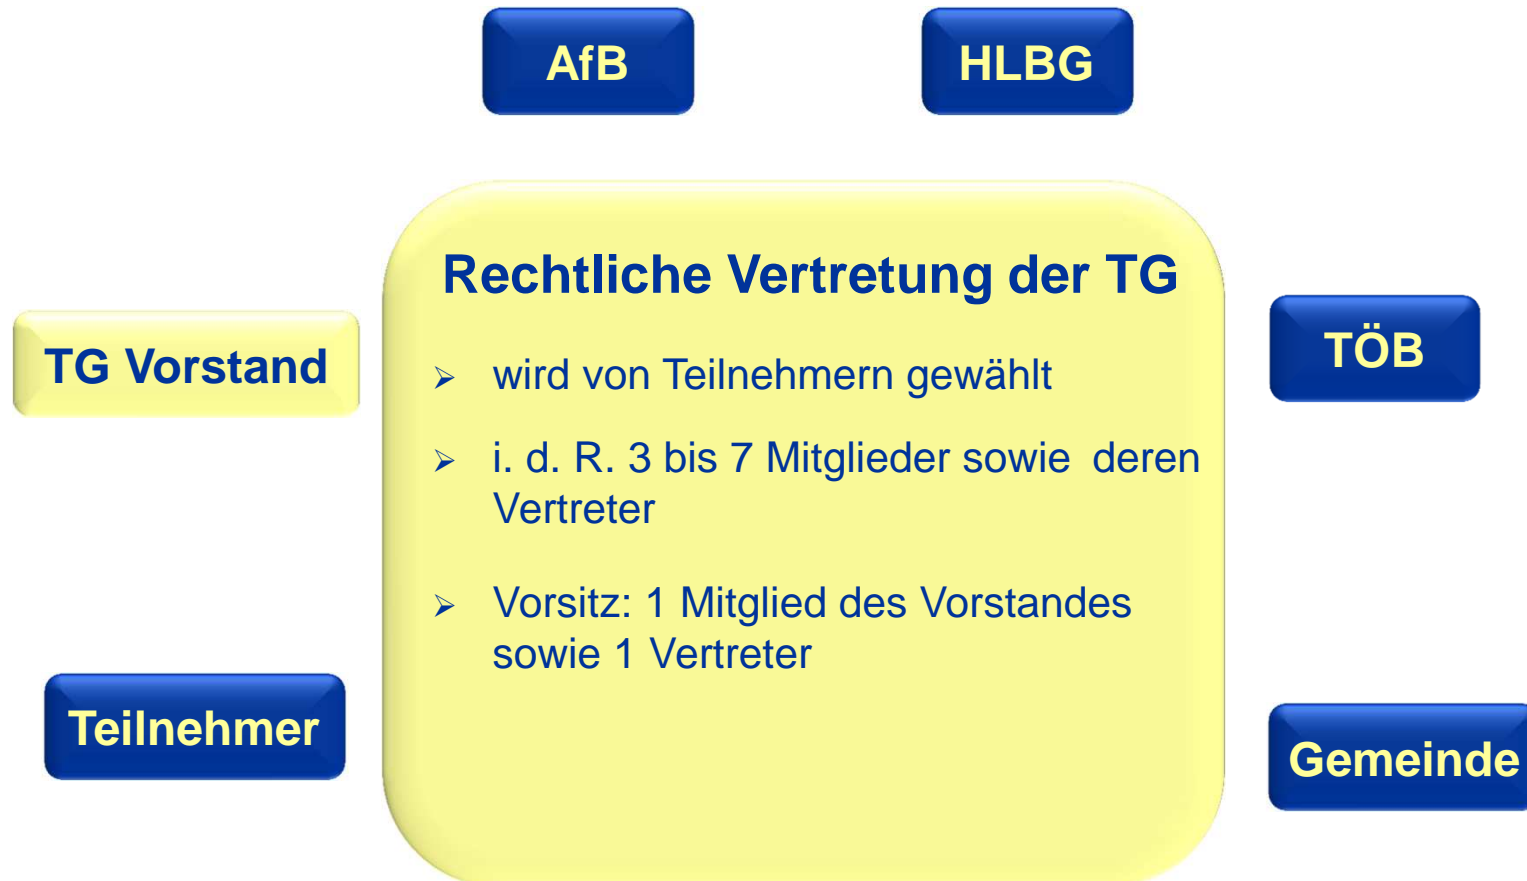 AfB
HLBG
Rechtliche Vertretung der TG
TG Vorstand
➢ wird von Teilnehmern gewählt
➢ i. d. R. 3 bis 7 Mitglieder sowie deren
Vertreter
➢ Vorsitz: 1 Mitglied des Vorstandes
sowie 1 Vertreter
TÖB
Teilnehmer
Gemeinde